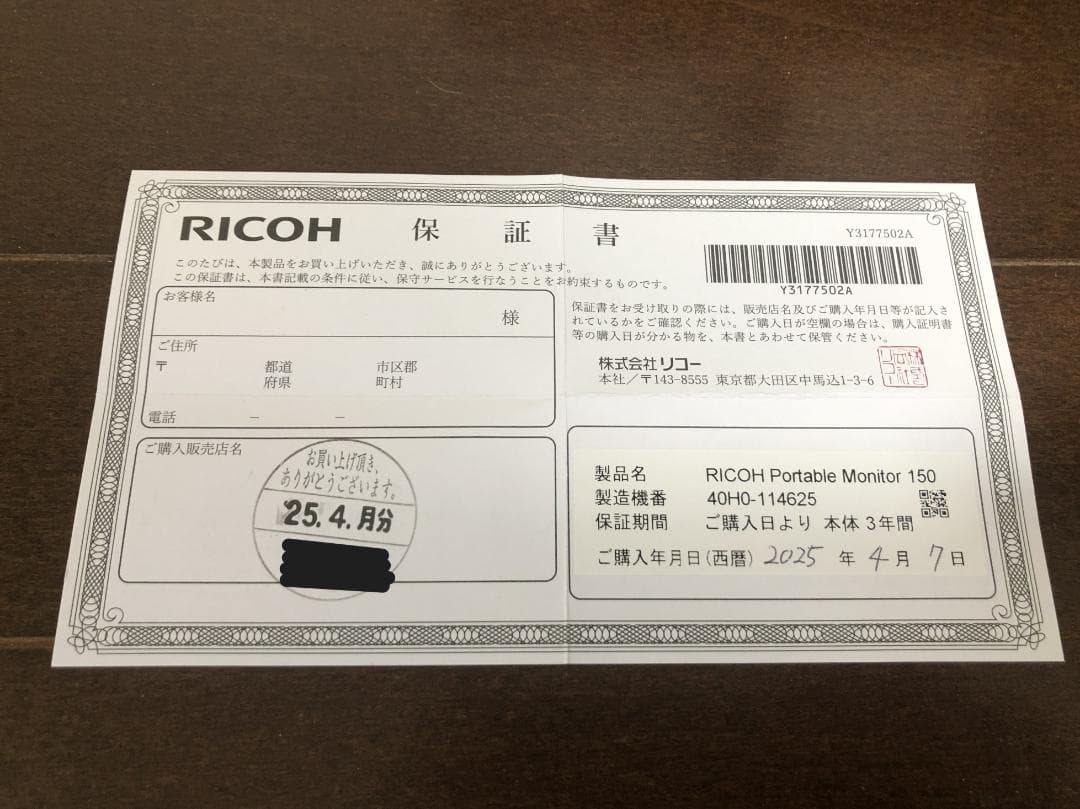 RICOH 保証書
Y3177502A
Y3177502A
このたびは、本製品をお買い上げいただき、誠にありがとうございます。
この保証書は、本書記載の条件に従い、保守サービスを行なうことをお約束するものです。
お客様名
様
ご住所
〒 都道 市区郡
府県 町村
電話 － －
ご購入販売店名
お買い上げ頂き、
ありがとうございます。
25.4.月分
保証書をお受け取りの際には、販売店名及びご購入年月日等が記入さ
れているかをご確認ください。ご購入日が空欄の場合は、購入証明書
等の購入日が分かる物を、本書とあわせて保管ください。
株式会社リコー
本社／〒143-8555 東京都大田区中馬込1-3-6
製品名 RICOH Portable Monitor 150
製造機番 40H0-114625
保証期間 ご購入日より 本体 3年間
ご購入年月日(西暦) 2025 年 4 月 7 日